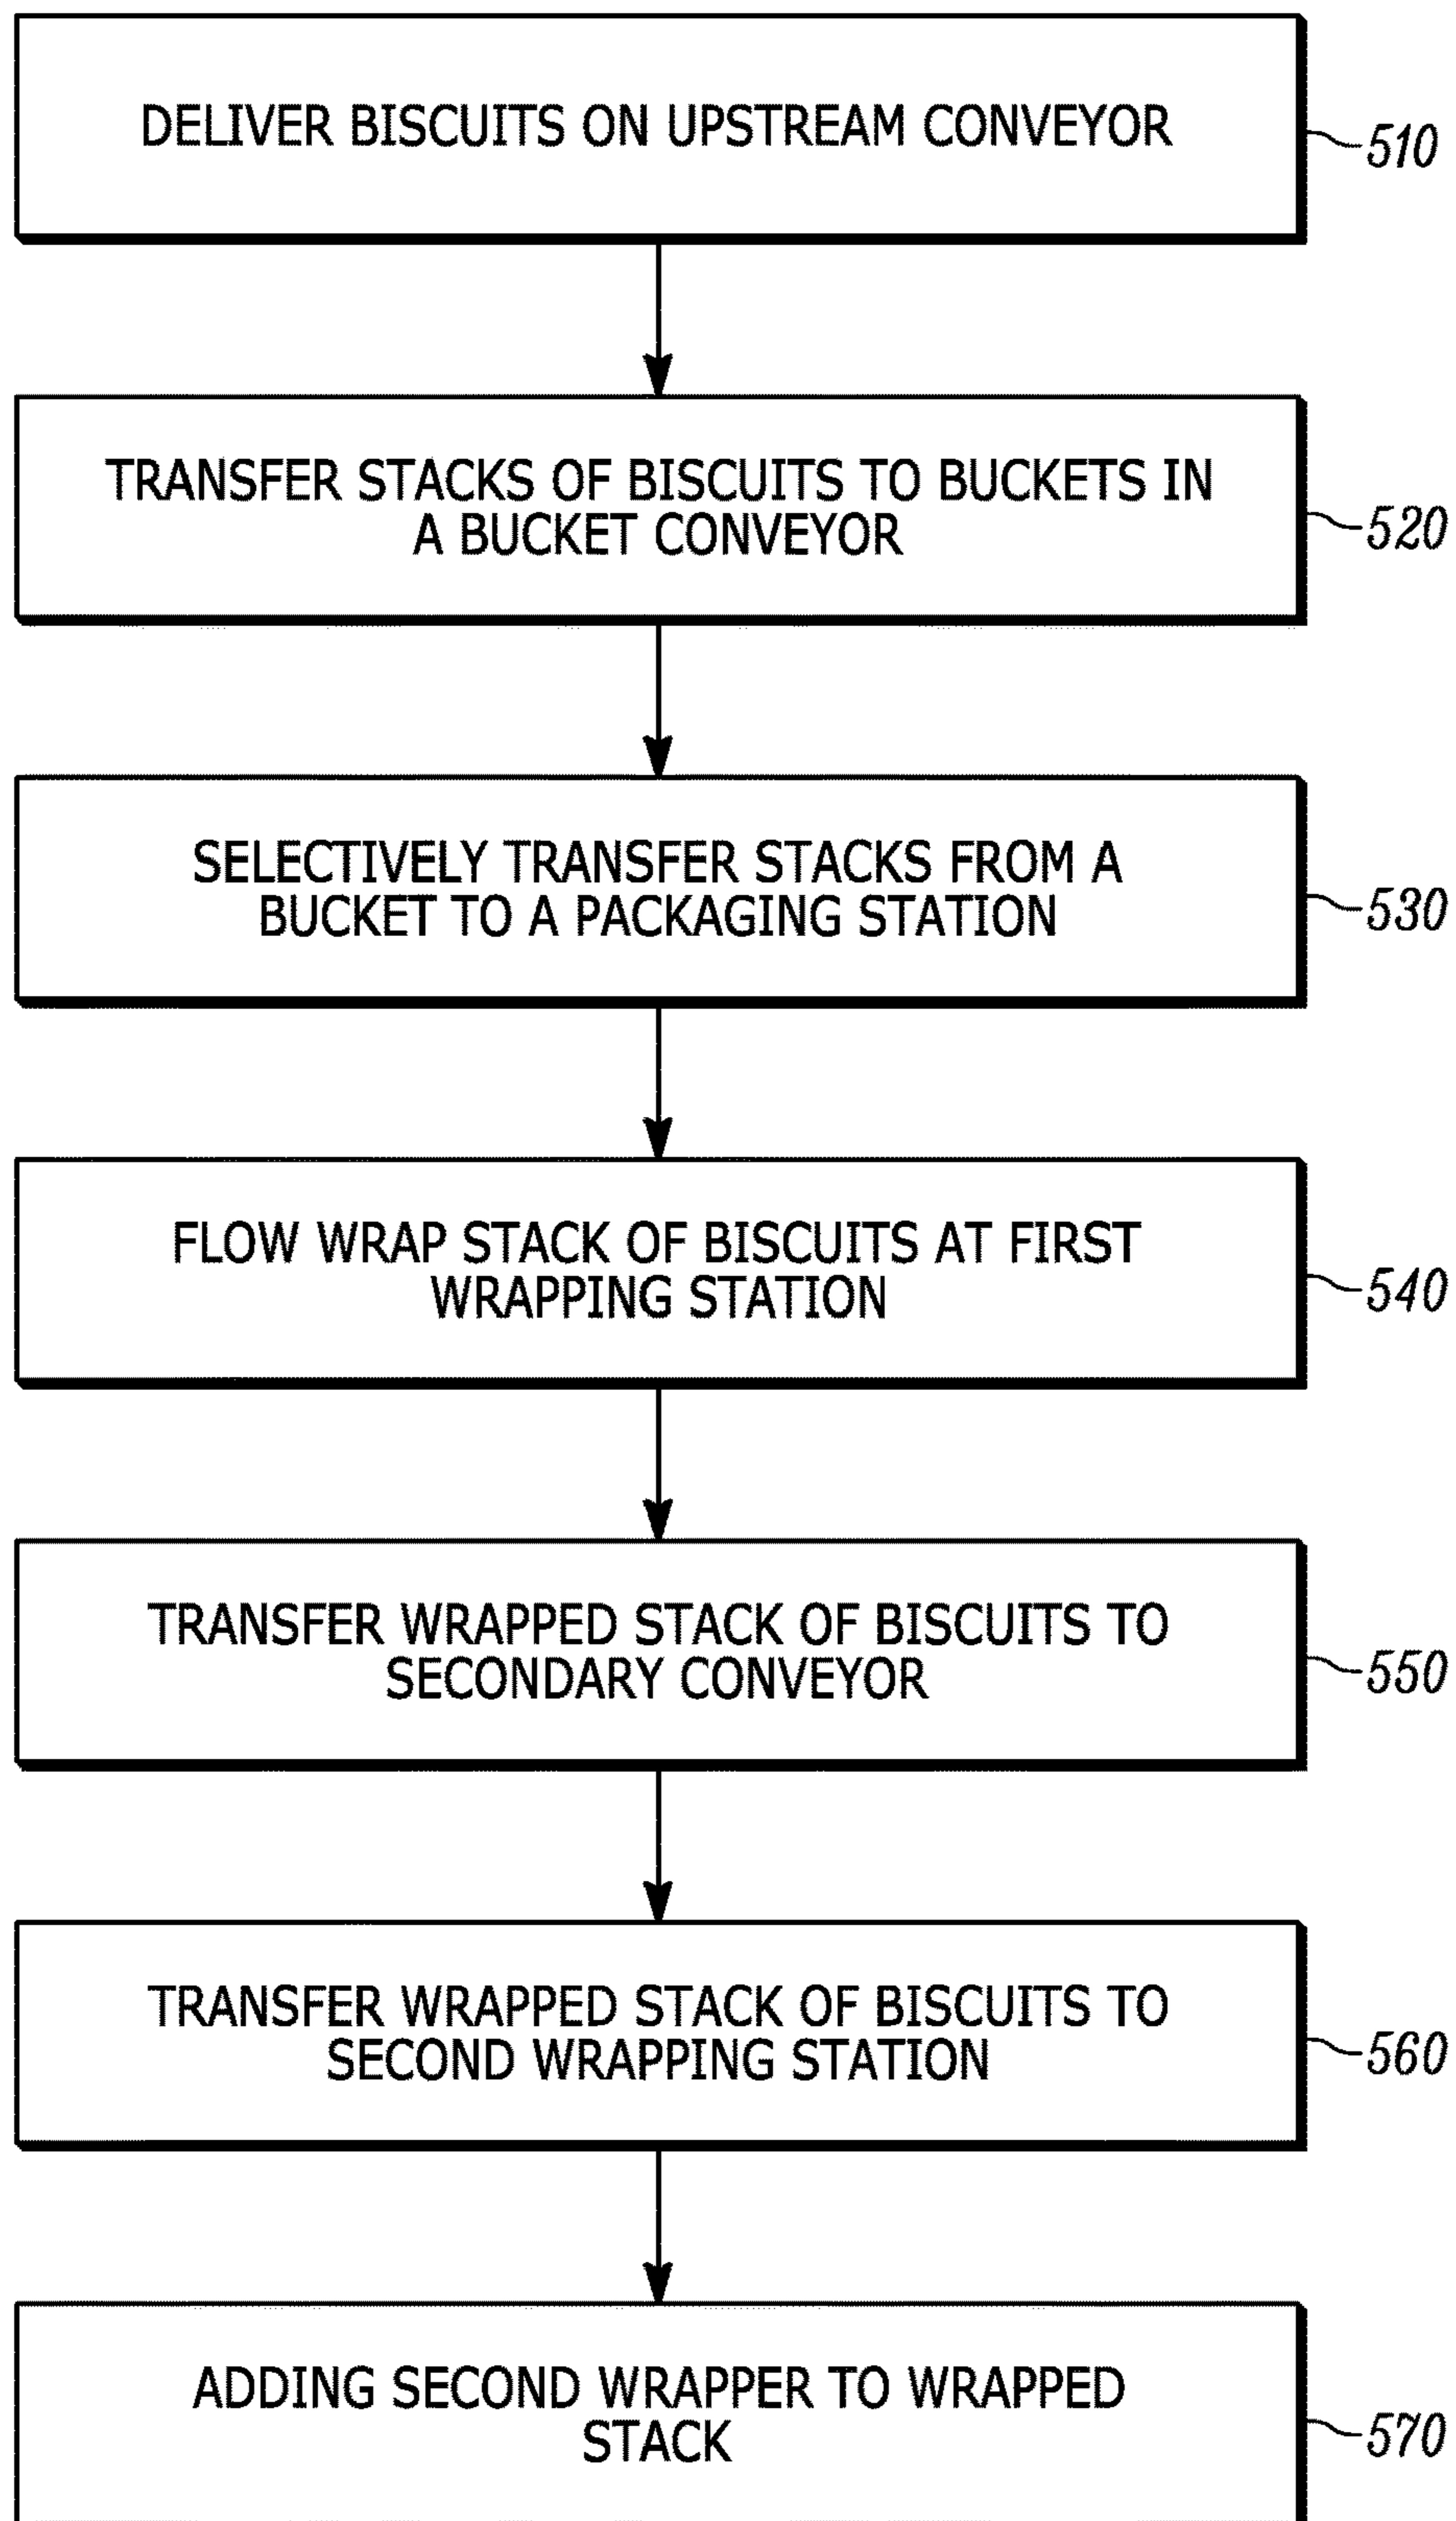 DELIVER BISCUITS ON UPSTREAM CONVEYOR
510
TRANSFER STACKS OF BISCUITS TO BUCKETS IN
A BUCKET CONVEYOR
520
SELECTIVELY TRANSFER STACKS FROM A
BUCKET TO A PACKAGING STATION
530
FLOW WRAP STACK OF BISCUITS AT FIRST
WRAPPING STATION
540
TRANSFER WRAPPED STACK OF BISCUITS TO
SECONDARY CONVEYOR
550
TRANSFER WRAPPED STACK OF BISCUITS TO
SECOND WRAPPING STATION
560
ADDING SECOND WRAPPER TO WRAPPED
STACK
570